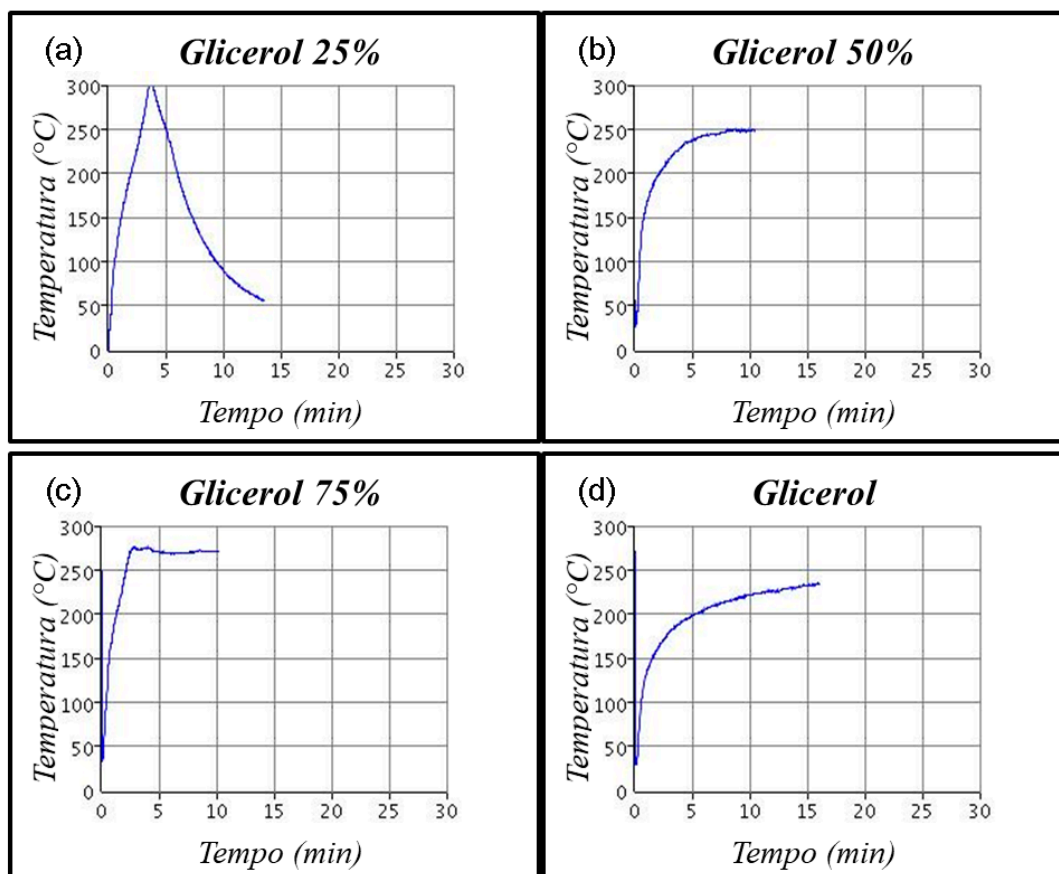 (a)
Glicerol 25%
Temperatura (°C)
300
250
200
150
100
50
0
0 5 10 15 20 25 30
Tempo (min)
(b)
Glicerol 50%
Temperatura (°C)
300
250
200
150
100
50
0
0 5 10 15 20 25 30
Tempo (min)
(c)
Glicerol 75%
Temperatura (°C)
300
250
200
150
100
50
0
0 5 10 15 20 25 30
Tempo (min)
(d)
Glicerol
Temperatura (°C)
300
250
200
150
100
50
0
0 5 10 15 20 25 30
Tempo (min)